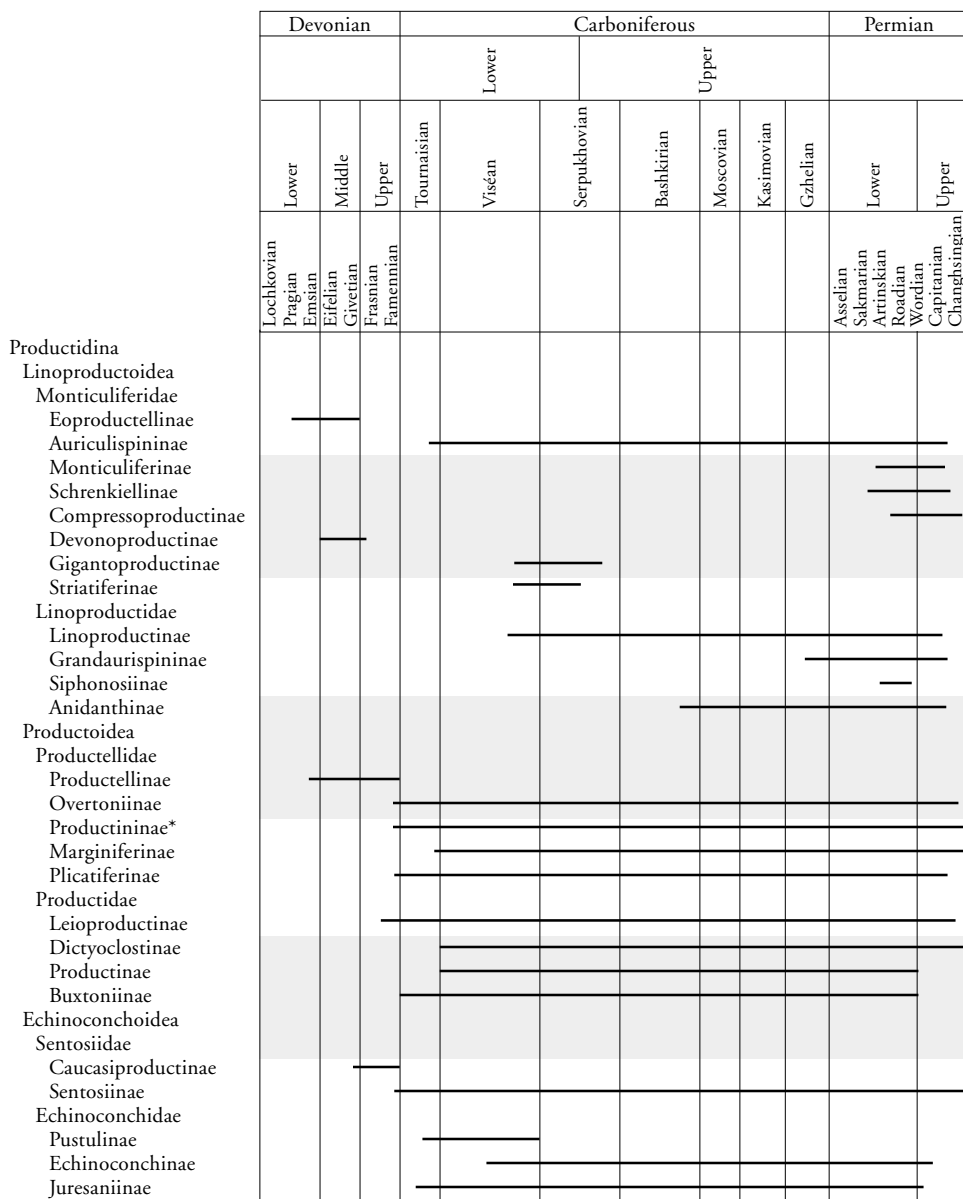 Devonian Carboniferous Permian
Lower Upper
Lower Middle Upper Tournaisian Viséan Serpukhovian Bashkirian Moscovian Kasimovian Gzhelian Lower Upper
Lochkovian Pragian Emsian Eifelian Givetian Frasnian Famennian Asselian Sakmarian Artinskian Roadian Wordian Capitanian Changhsingian
Productidina
Linoproductoidea
Monticuliferidae
Eoproductellinae
Auriculispininae
Monticuliferinae
Schrenkiellinae
Compressoproductinae
Devonoproductinae
Gigantoproductinae
Striatiferinae
Linoproductidae
Linoproductinae
Grandaurispininae
Siphonosiinae
Anidanthinae
Productoidea
Productellidae
Productellinae
Overtoniinae
Productininae*
Marginiferinae
Plicatiferinae
Productidae
Leioproductinae
Dictyoclostinae
Productinae
Buxtoniinae
Echinoconchoidea
Sentosiidae
Caucasiproductinae
Sentosiinae
Echinoconchidae
Pustulinae
Echinoconchinae
Juresaniinae